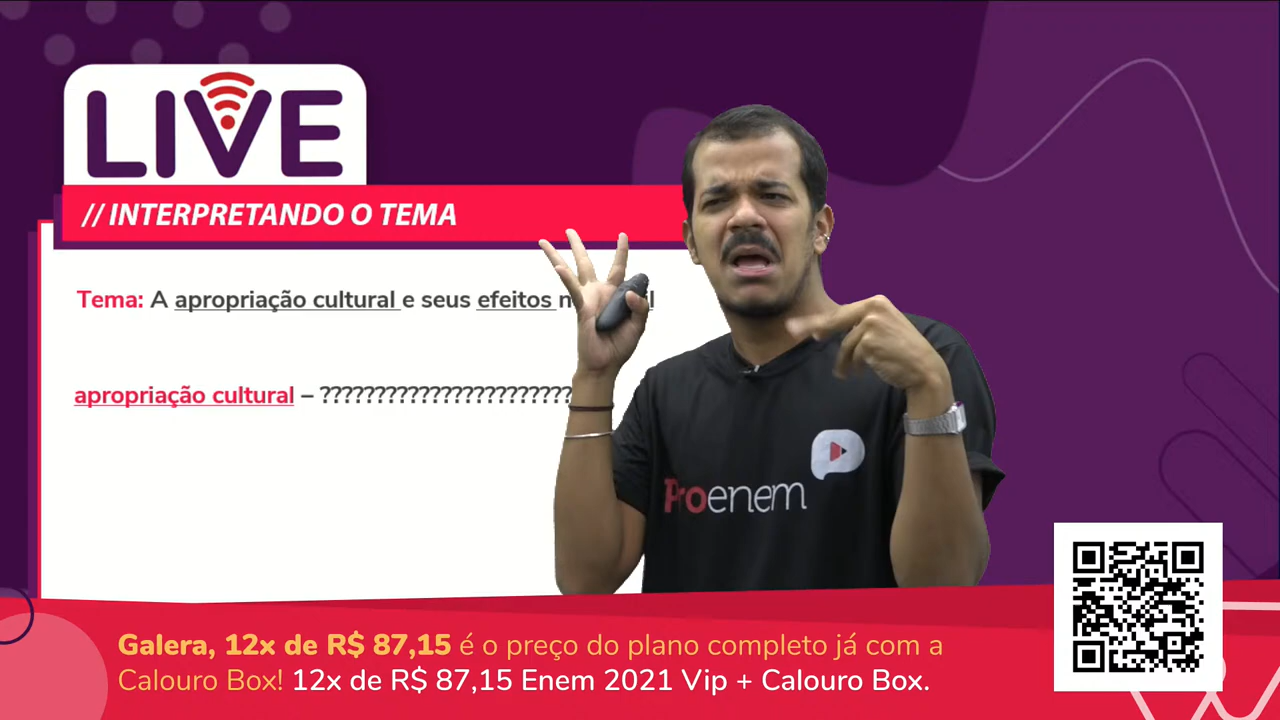 LIVE
// INTERPRETANDO O TEMA
Tema: A apropriação cultural e seus efeitos
apropriação cultural – ???????????????????????
Proenem
Galera, 12x de R$ 87,15 é o preço do plano completo já com a
Calouro Box! 12x de R$ 87,15 Enem 2021 Vip + Calouro Box.